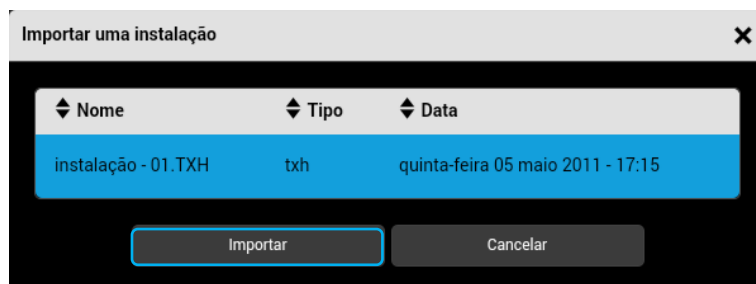 Importar uma instalação
Nome Tipo Data
instalação - 01.TXH txh quinta-feira 05 maio 2011 - 17:15
Importar Cancelar